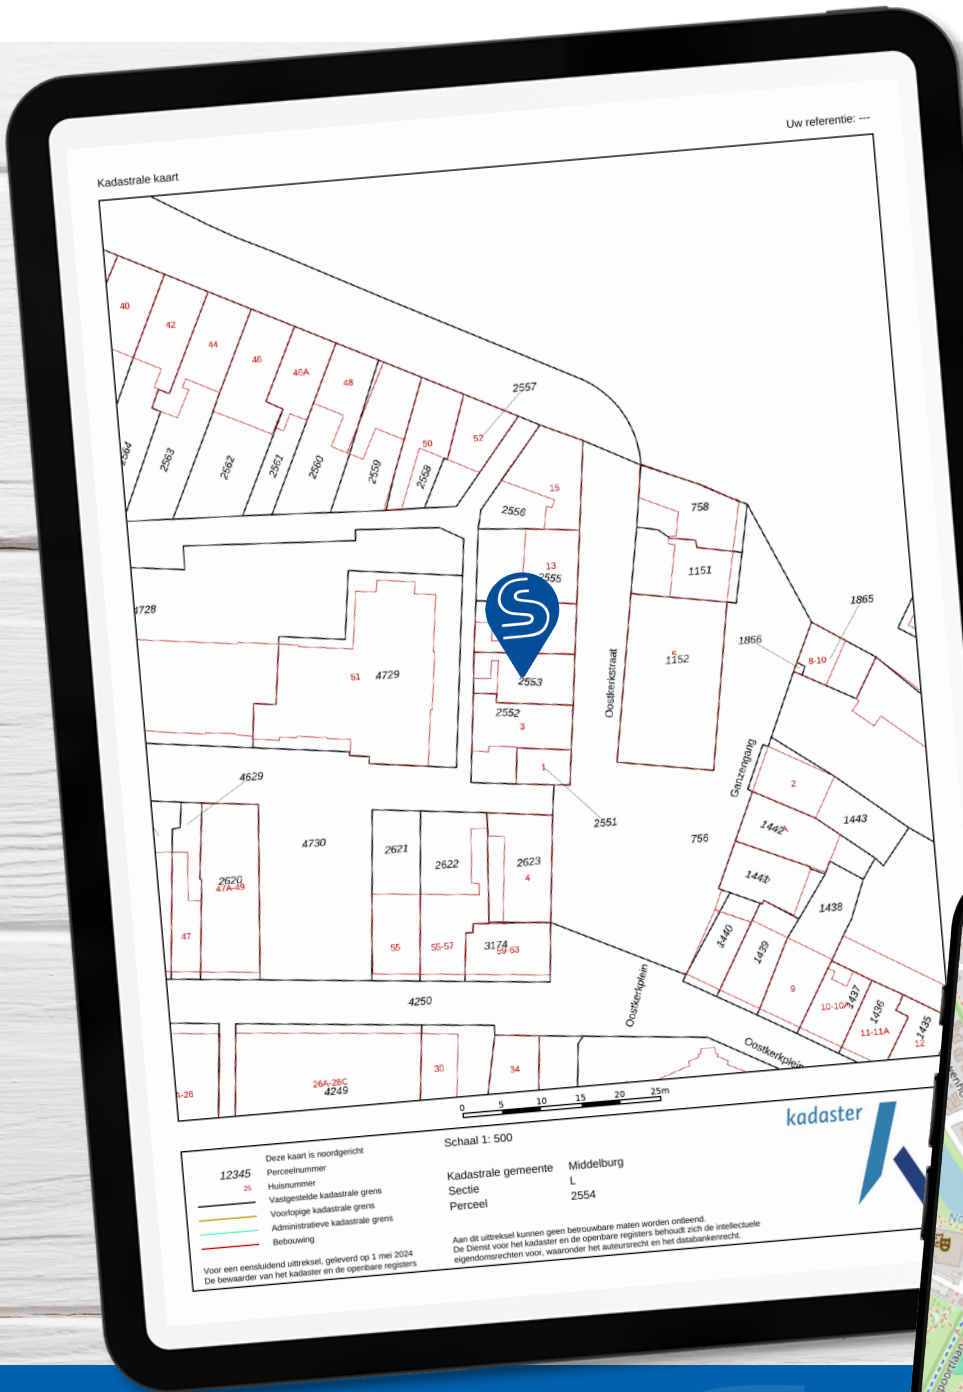 Uw referentie: ---
Kadastrale kaart
40
42
44
46
46A
48
50
52
2557
2563
2562
2561
2560
2559
2558
15
2556
758
13
2555
1151
4728
1865
1866
8-10
5
1152
51
4729
2553
2552
3
Oostkerkstraat
1
Ganzengang
2
4629
2551
1443
1442
756
4730
2621
2622
2623
4
2620
47A-49
1441
1438
47
55
55-57
3174
59-63
1440
1439
9
10-10A
1437
1436
11-11A
1435
12
4250
Oostkerkplein
Oostkerkplein
26A-28C
4249
30
34
0 5 10 15 20 25m
Schaal 1: 500
kadaster
Deze kaart is noordgericht
12345 Perceelnummer
25 Huisnummer
Vastgestelde kadastrale grens
Voorlopige kadastrale grens
Administratieve kadastrale grens
Bebouwing
Kadastrale gemeente Middelburg
Sectie L
Perceel 2554
Voor een eensluidend uittreksel, geleverd op 1 mei 2024
De bewaarder van het kadaster en de openbare registers
Aan dit uittreksel kunnen geen betrouwbare maten worden ontleend.
De Dienst voor het kadaster en de openbare registers behoudt zich de intellectuele
eigendomsrechten voor, waaronder het auteursrecht en het databankenrecht.